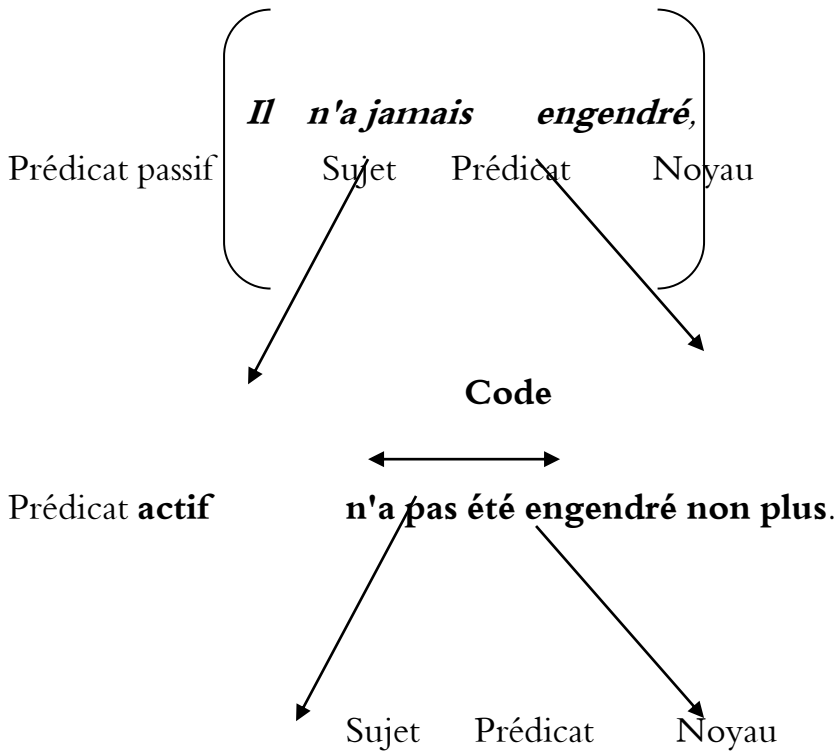 Il n'a jamais engendré,
Prédicat passif Sujet Prédicat Noyau
Code
Prédicat actif n'a pas été engendré non plus.
Sujet Prédicat Noyau